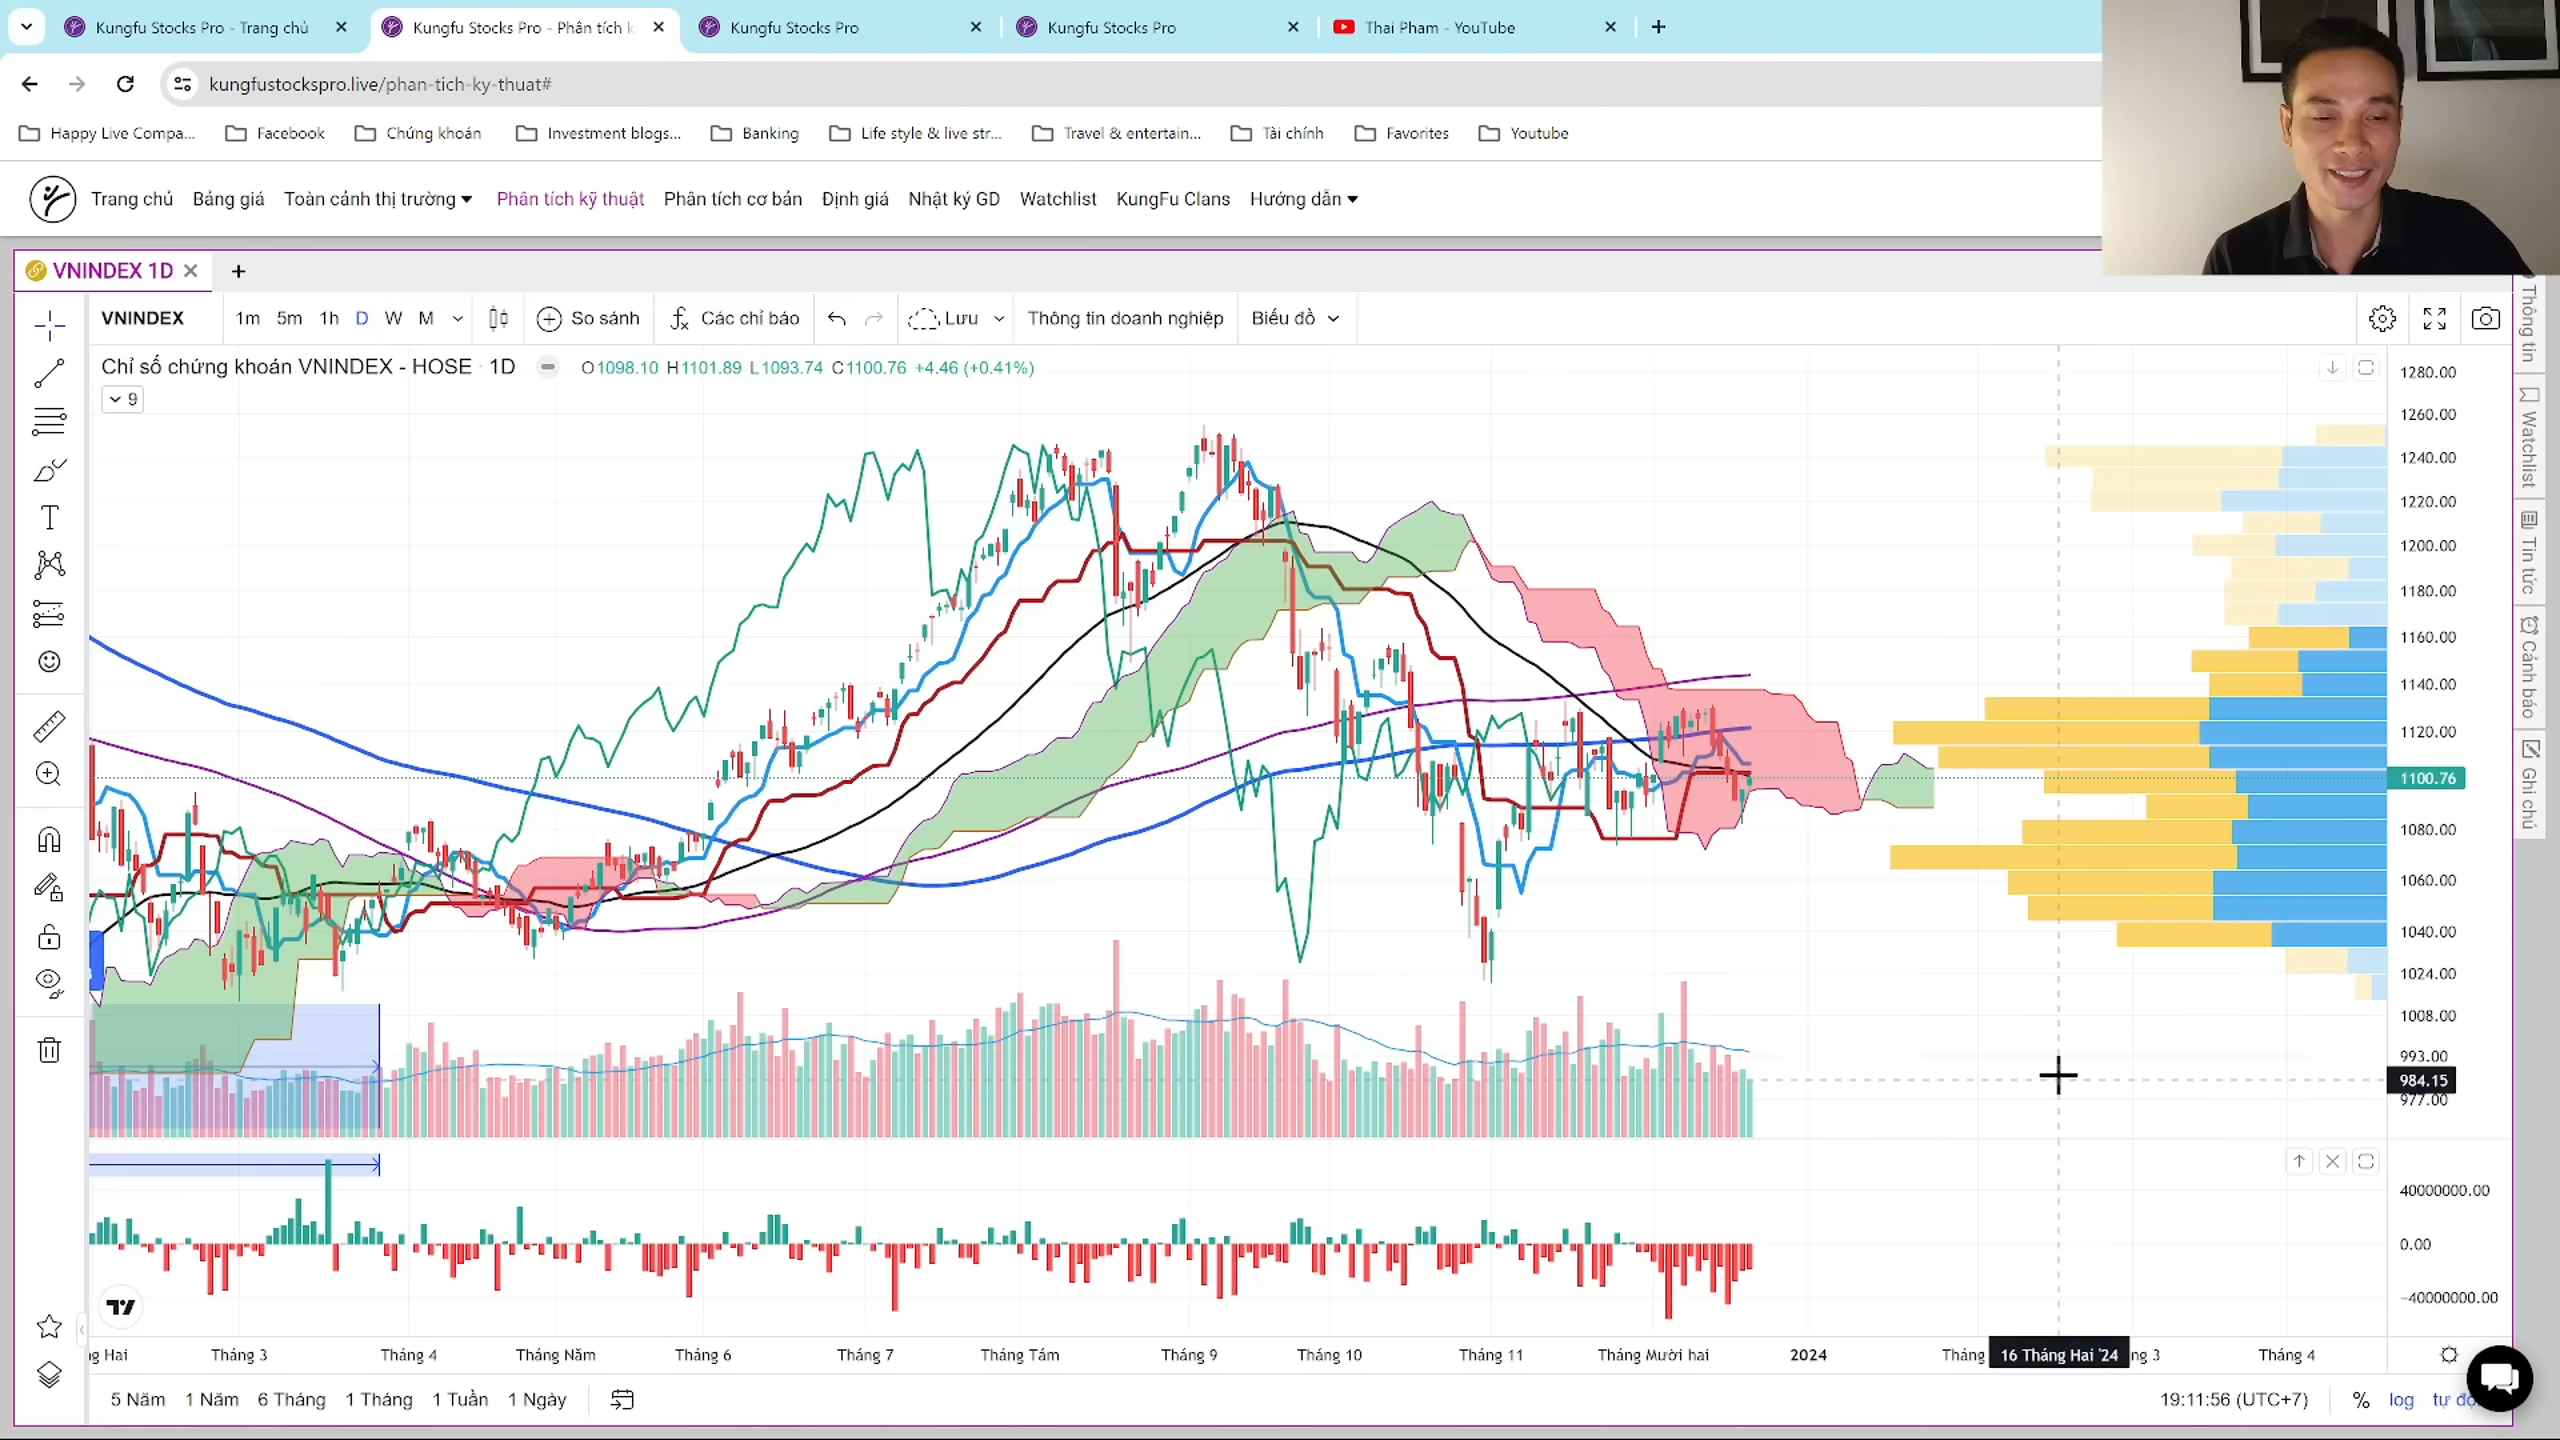 Kungfu Stocks Pro - Trang chủ
Kungfu Stocks Pro - Phân tích k
Kungfu Stocks Pro
Kungfu Stocks Pro
Thai Pham - YouTube
kungfustockspro.live/phan-tich-ky-thuat#
Happy Live Compa... Facebook Chứng khoán Investment blogs... Banking Life style & live str... Travel & entertain... Tài chính Favorites Youtube
Trang chủ Bảng giá Toàn cảnh thị trường Phân tích kỹ thuật Phân tích cơ bản Định giá Nhật ký GD Watchlist KungFu Clans Hướng dẫn
VNINDEX 1D
VNINDEX 1m 5m 1h D W M So sánh Các chỉ báo Lưu Thông tin doanh nghiệp Biểu đồ
Chỉ số chứng khoán VNINDEX - HOSE · 1D O1098.10 H1101.89 L1093.74 C1100.76 +4.46 (+0.41%)
9
1280.00
1260.00
1240.00
1220.00
1200.00
1180.00
1160.00
1140.00
1120.00
1100.76
1080.00
1060.00
1040.00
1024.00
1008.00
993.00
984.15
977.00
40000000.00
0.00
−40000000.00
Thông tin
Watchlist
Tin tức
Cảnh báo
Ghi chú
ng Hai Tháng 3 Tháng 4 Tháng Năm Tháng 6 Tháng 7 Tháng Tám Tháng 9 Tháng 10 Tháng 11 Tháng Mười hai 2024 Tháng 16 Tháng Hai '24 ng 3 Tháng 4
5 Năm 1 Năm 6 Tháng 1 Tháng 1 Tuần 1 Ngày 19:11:56 (UTC+7) % log tự độ